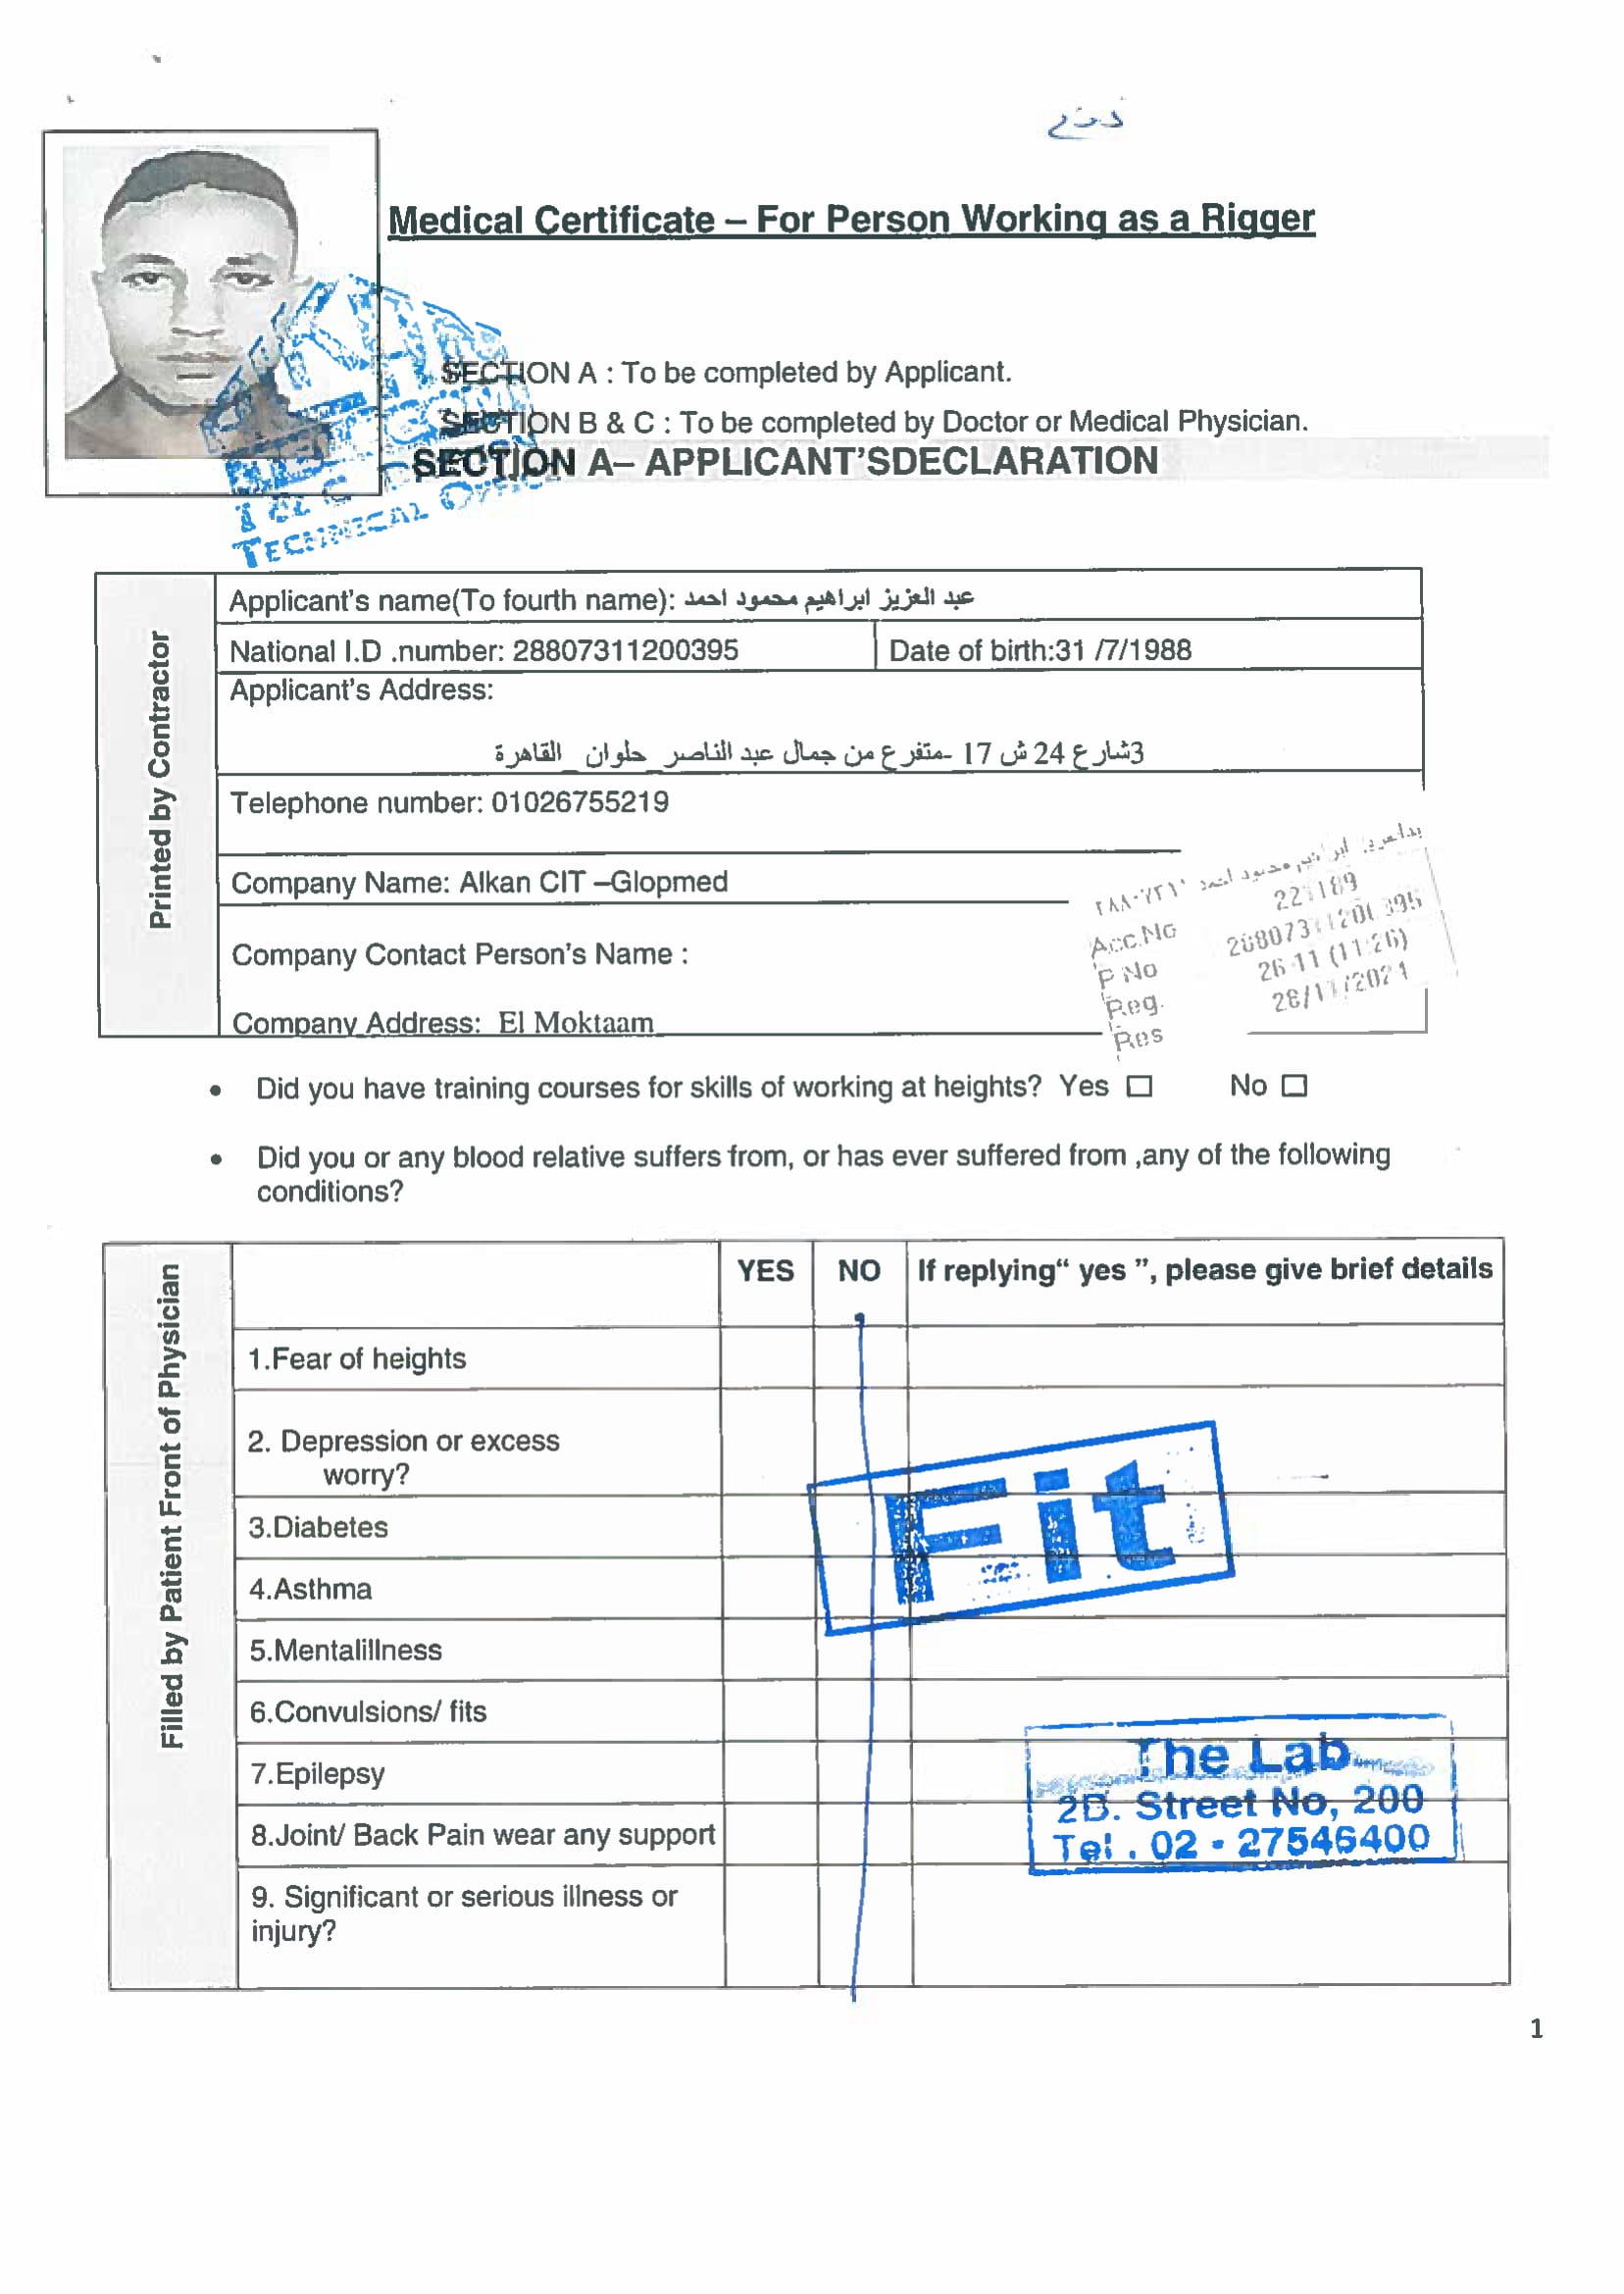 Medical Certificate – For Person Working as a Rigger
SECTION A : To be completed by Applicant.
SECTION B & C : To be completed by Doctor or Medical Physician.
SECTION A– APPLICANT'SDECLARATION
TECHNICAL OFFICE
Printed by Contractor
Applicant's name(To fourth name): عبد العزيز ابراهيم محمود احمد
National I.D .number: 28807311200395
Date of birth:31 /7/1988
Applicant's Address:
3شارع 24 ش 17 -متفرع من جمال عبد الناصر_ حلوان _ القاهرة
Telephone number: 01026755219
Company Name: Alkan CIT –Glopmed
Company Contact Person's Name :
Company Address: El Moktaam
ابراهيم محمود احمد
Acc.No 221189
P No
Reg. 26-11 (11:26)
Res
• Did you have training courses for skills of working at heights? Yes ☐ No ☐
• Did you or any blood relative suffers from, or has ever suffered from ,any of the following
conditions?
Filled by Patient Front of Physician
YES NO If replying“ yes ”, please give brief details
1.Fear of heights
2. Depression or excess
worry?
3.Diabetes
4.Asthma
5.Mentalillness
6.Convulsions/ fits
7.Epilepsy
8.Joint/ Back Pain wear any support
9. Significant or serious illness or
injury?
Fit
The Lab
2B. Street No, 200
Tel . 02 - 27546400
1